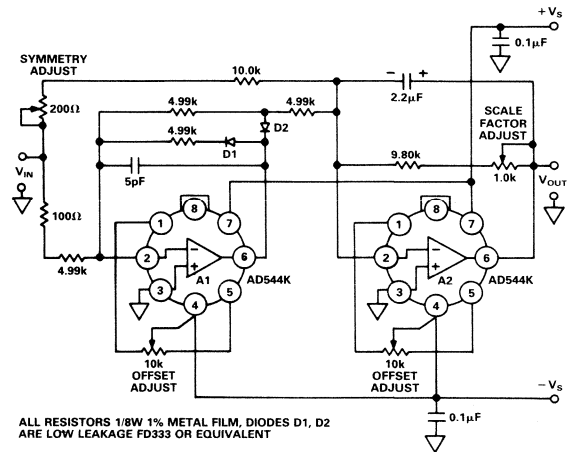 + VS
0.1μF
SYMMETRY
ADJUST
200Ω
10.0k
− +
2.2μF
4.99k
4.99k
D2
4.99k
D1
SCALE
FACTOR
ADJUST
9.80k
1.0k
VIN
5pF
VOUT
100Ω
4.99k
1
8
7
2
−
+
A1
6
AD544K
3
4
5
10k
OFFSET
ADJUST
1
8
7
2
−
+
A2
6
AD544K
3
4
5
10k
OFFSET
ADJUST
− VS
0.1μF
ALL RESISTORS 1/8W 1% METAL FILM, DIODES D1, D2
ARE LOW LEAKAGE FD333 OR EQUIVALENT